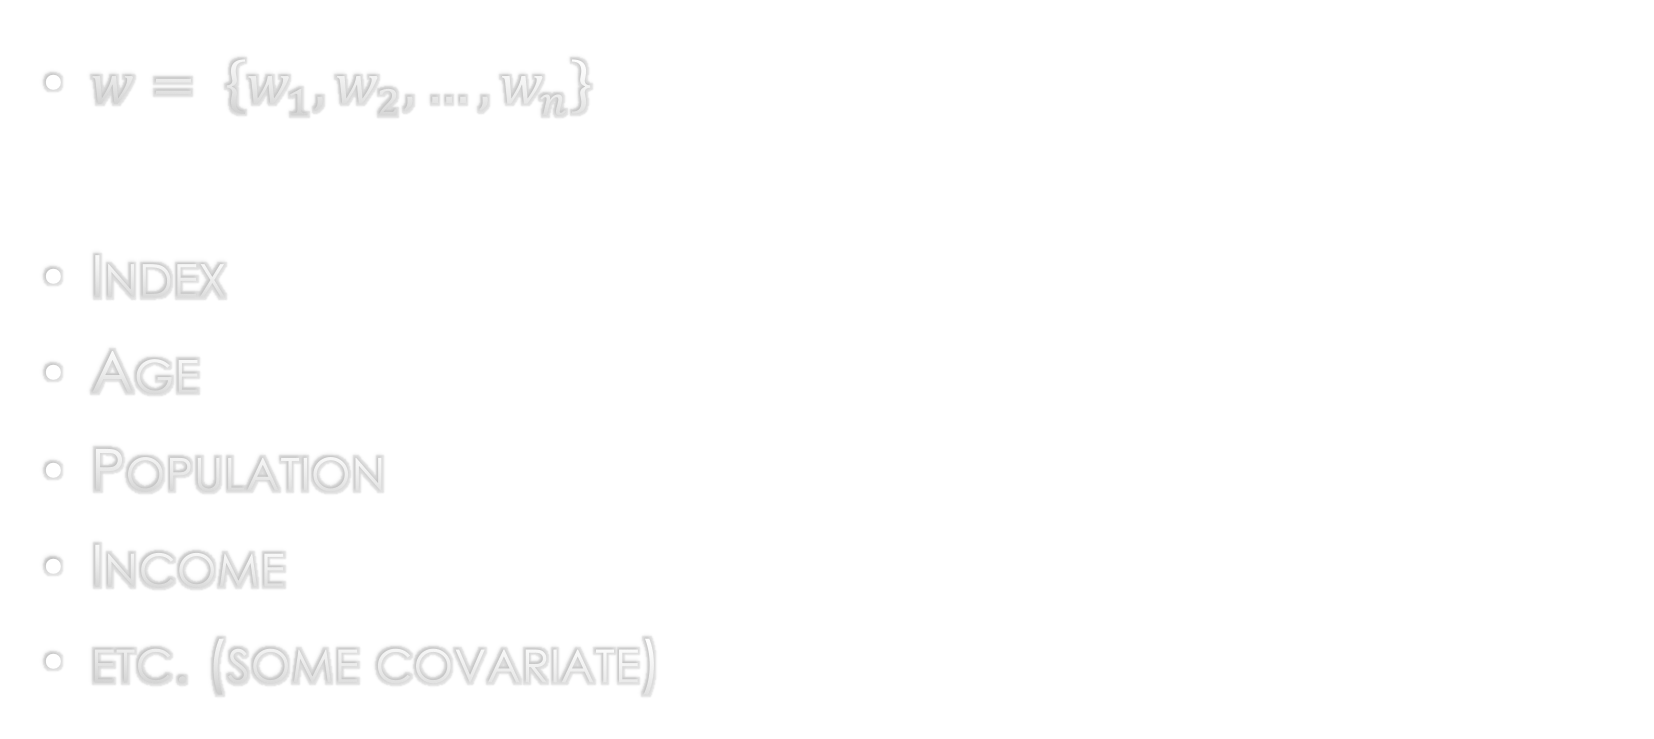 • w = {w₁, w₂, … , wₙ}
• Index
• Age
• Population
• Income
• etc. (some covariate)